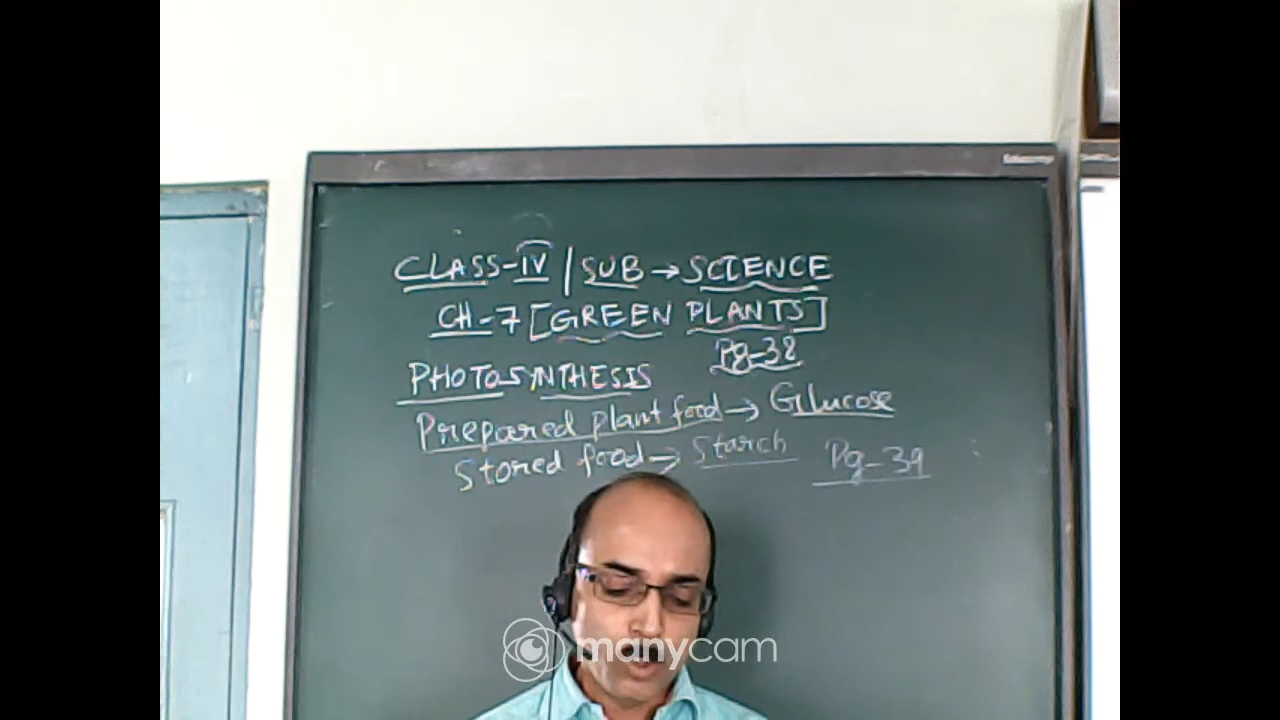 CLASS-IV | SUB → SCIENCE
CH-7 [GREEN PLANTS]
Pg-38
PHOTOSYNTHESIS
Prepared plant food → Glucose
Stored food → Starch
Pg-39
manycam